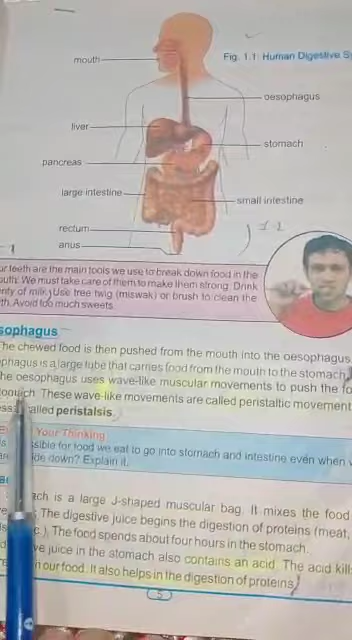 Fig. 1.1: Human Digestive Sy
mouth
oesophagus
liver
stomach
pancreas
large intestine
small intestine
rectum
anus
1
ur teeth are the main tools we use to break down food in the
outh. We must take care of them to make them strong. Drink
enty of milk. Use tree twig (miswak) or brush to clean the
th. Avoid too much sweets.
sophagus
he chewed food is then pushed from the mouth into the oesophagus
ophagus is a large tube that carries food from the mouth to the stomach
he oesophagus uses wave-like muscular movements to push the fo
These wave-like movements are called peristaltic movement
called peristalsis.
Your Thinking
ssible for food we eat to go into stomach and intestine even when
side down? Explain it.
ach is a large J-shaped muscular bag. It mixes the food
The digestive juice begins the digestion of proteins (meat,
c.). The food spends about four hours in the stomach.
ve juice in the stomach also contains an acid. The acid kills
in our food. It also helps in the digestion of proteins
5